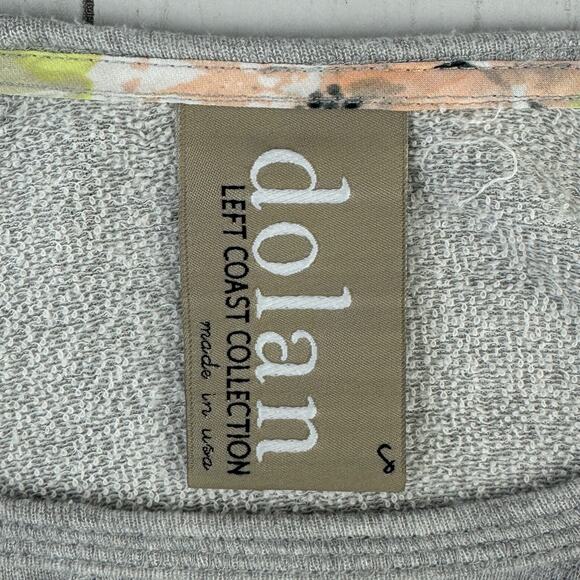 s
dolan
LEFT COAST COLLECTION
made in usa